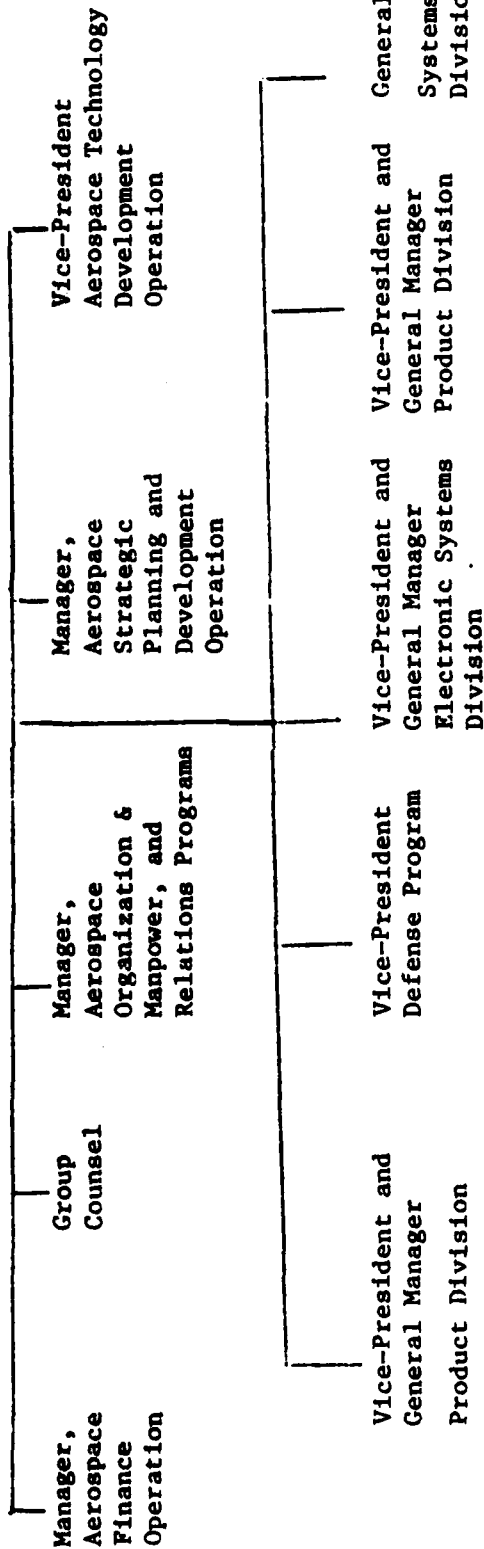 Manager,
Aerospace
Finance
Operation
Group
Counsel
Manager,
Aerospace
Organization &
Manpower, and
Relations Programs
Manager,
Aerospace
Strategic
Planning and
Development
Operation
Vice-President
Aerospace Technology
Development
Operation
Vice-President and
General Manager
Product Division
Vice-President
Defense Program
Vice-President and
General Manager
Electronic Systems
Division
Vice-President and
General Manager
Product Division
General
Systems
Divisio